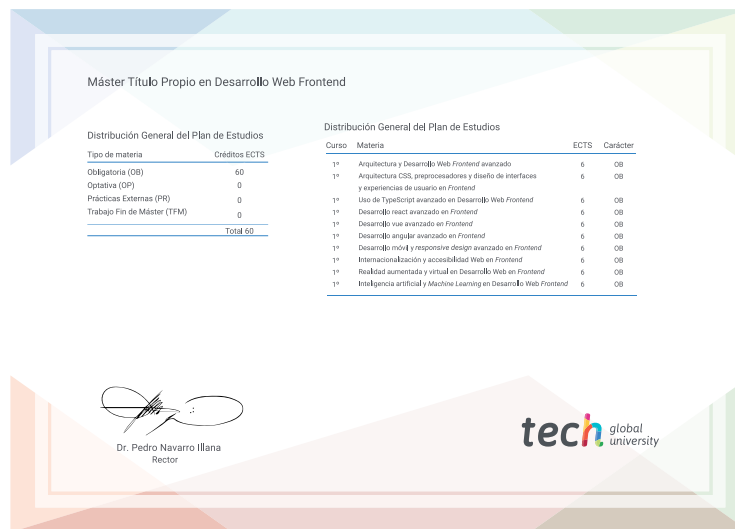 Máster Título Propio en Desarrollo Web Frontend
Distribución General del Plan de Estudios
Tipo de materia Créditos ECTS
Obligatoria (OB) 60
Optativa (OP) 0
Prácticas Externas (PR) 0
Trabajo Fin de Máster (TFM) 0
Total 60
Distribución General del Plan de Estudios
Curso Materia ECTS Carácter
1º Arquitectura y Desarrollo Web Frontend avanzado 6 OB
1º Arquitectura CSS, preprocesadores y diseño de interfaces 6 OB
y experiencias de usuario en Frontend
1º Uso de TypeScript avanzado en Desarrollo Web Frontend 6 OB
1º Desarrollo react avanzado en Frontend 6 OB
1º Desarrollo vue avanzado en Frontend 6 OB
1º Desarrollo angular avanzado en Frontend 6 OB
1º Desarrollo móvil y responsive design avanzado en Frontend 6 OB
1º Internacionalización y accesibilidad Web en Frontend 6 OB
1º Realidad aumentada y virtual en Desarrollo Web en Frontend 6 OB
1º Inteligencia artificial y Machine Learning en Desarrollo Web Frontend 6 OB
Dr. Pedro Navarro Illana
Rector
tech global
university